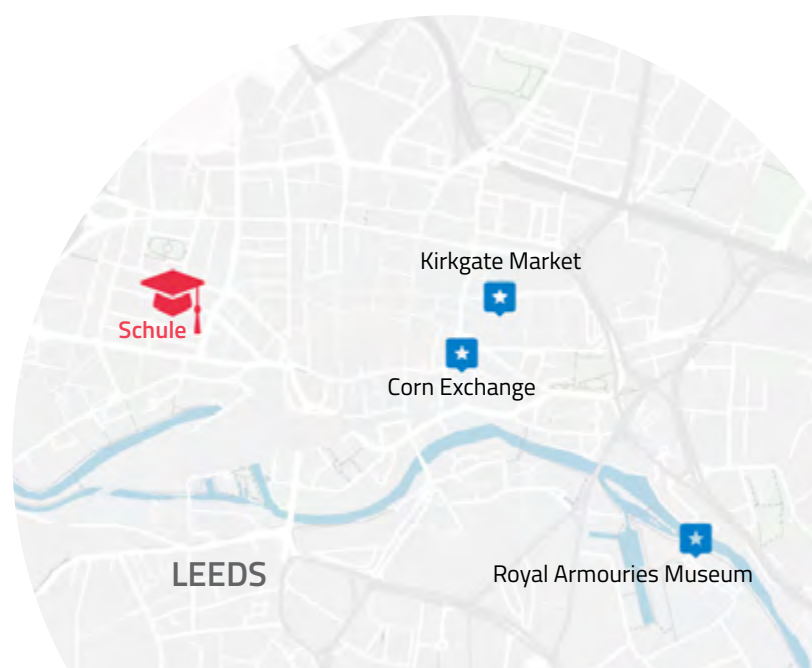 Kirkgate Market
Schule
Corn Exchange
LEEDS
Royal Armouries Museum